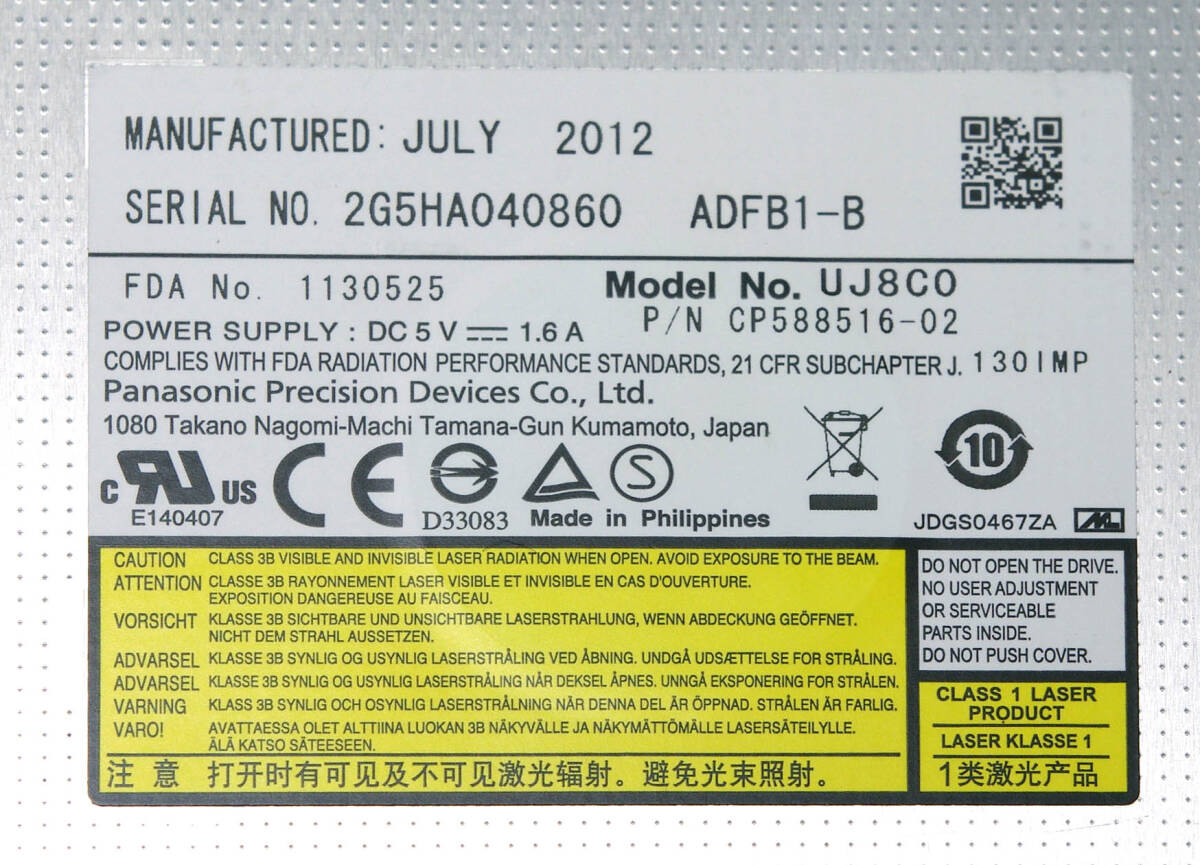 MANUFACTURED: JULY 2012
SERIAL NO. 2G5HA040860 ADFB1-B
FDA No. 1130525 Model No. UJ8C0
P/N CP588516-02
POWER SUPPLY : DC 5 V ⎓ 1.6 A
COMPLIES WITH FDA RADIATION PERFORMANCE STANDARDS, 21 CFR SUBCHAPTER J. 130IMP
Panasonic Precision Devices Co., Ltd.
1080 Takano Nagomi-Machi Tamana-Gun Kumamoto, Japan
10
c RU US CE S
E140407 D33083 Made in Philippines JDGS0467ZA
CAUTION CLASS 3B VISIBLE AND INVISIBLE LASER RADIATION WHEN OPEN. AVOID EXPOSURE TO THE BEAM.
ATTENTION CLASSE 3B RAYONNEMENT LASER VISIBLE ET INVISIBLE EN CAS D'OUVERTURE.
EXPOSITION DANGEREUSE AU FAISCEAU.
VORSICHT KLASSE 3B SICHTBARE UND UNSICHTBARE LASERSTRAHLUNG, WENN ABDECKUNG GEÖFFNET.
NICHT DEM STRAHL AUSSETZEN.
ADVARSEL KLASSE 3B SYNLIG OG USYNLIG LASERSTRÅLING VED ÅBNING. UNDGÅ UDSÆTTELSE FOR STRÅLING.
ADVARSEL KLASSE 3B SYNLIG OG USYNLIG LASERSTRÅLING NÅR DEKSEL ÅPNES. UNNGÅ EKSPONERING FOR STRÅLEN.
VARNING KLASS 3B SYNLIG OCH OSYNLIG LASERSTRÅLNING NÄR DENNA DEL ÄR ÖPPNAD. STRÅLEN ÄR FARLIG.
VARO! AVATTAESSA OLET ALTTIINA LUOKAN 3B NÄKYVÄLLE JA NÄKYMÄTTÖMÄLLE LASERSÄTEILYLLE.
ÄLÄ KATSO SÄTEESEEN.
注 意 打开时有可见及不可见激光辐射。避免光束照射。
DO NOT OPEN THE DRIVE.
NO USER ADJUSTMENT
OR SERVICEABLE
PARTS INSIDE.
DO NOT PUSH COVER.
CLASS 1 LASER
PRODUCT
LASER KLASSE 1
1类激光产品